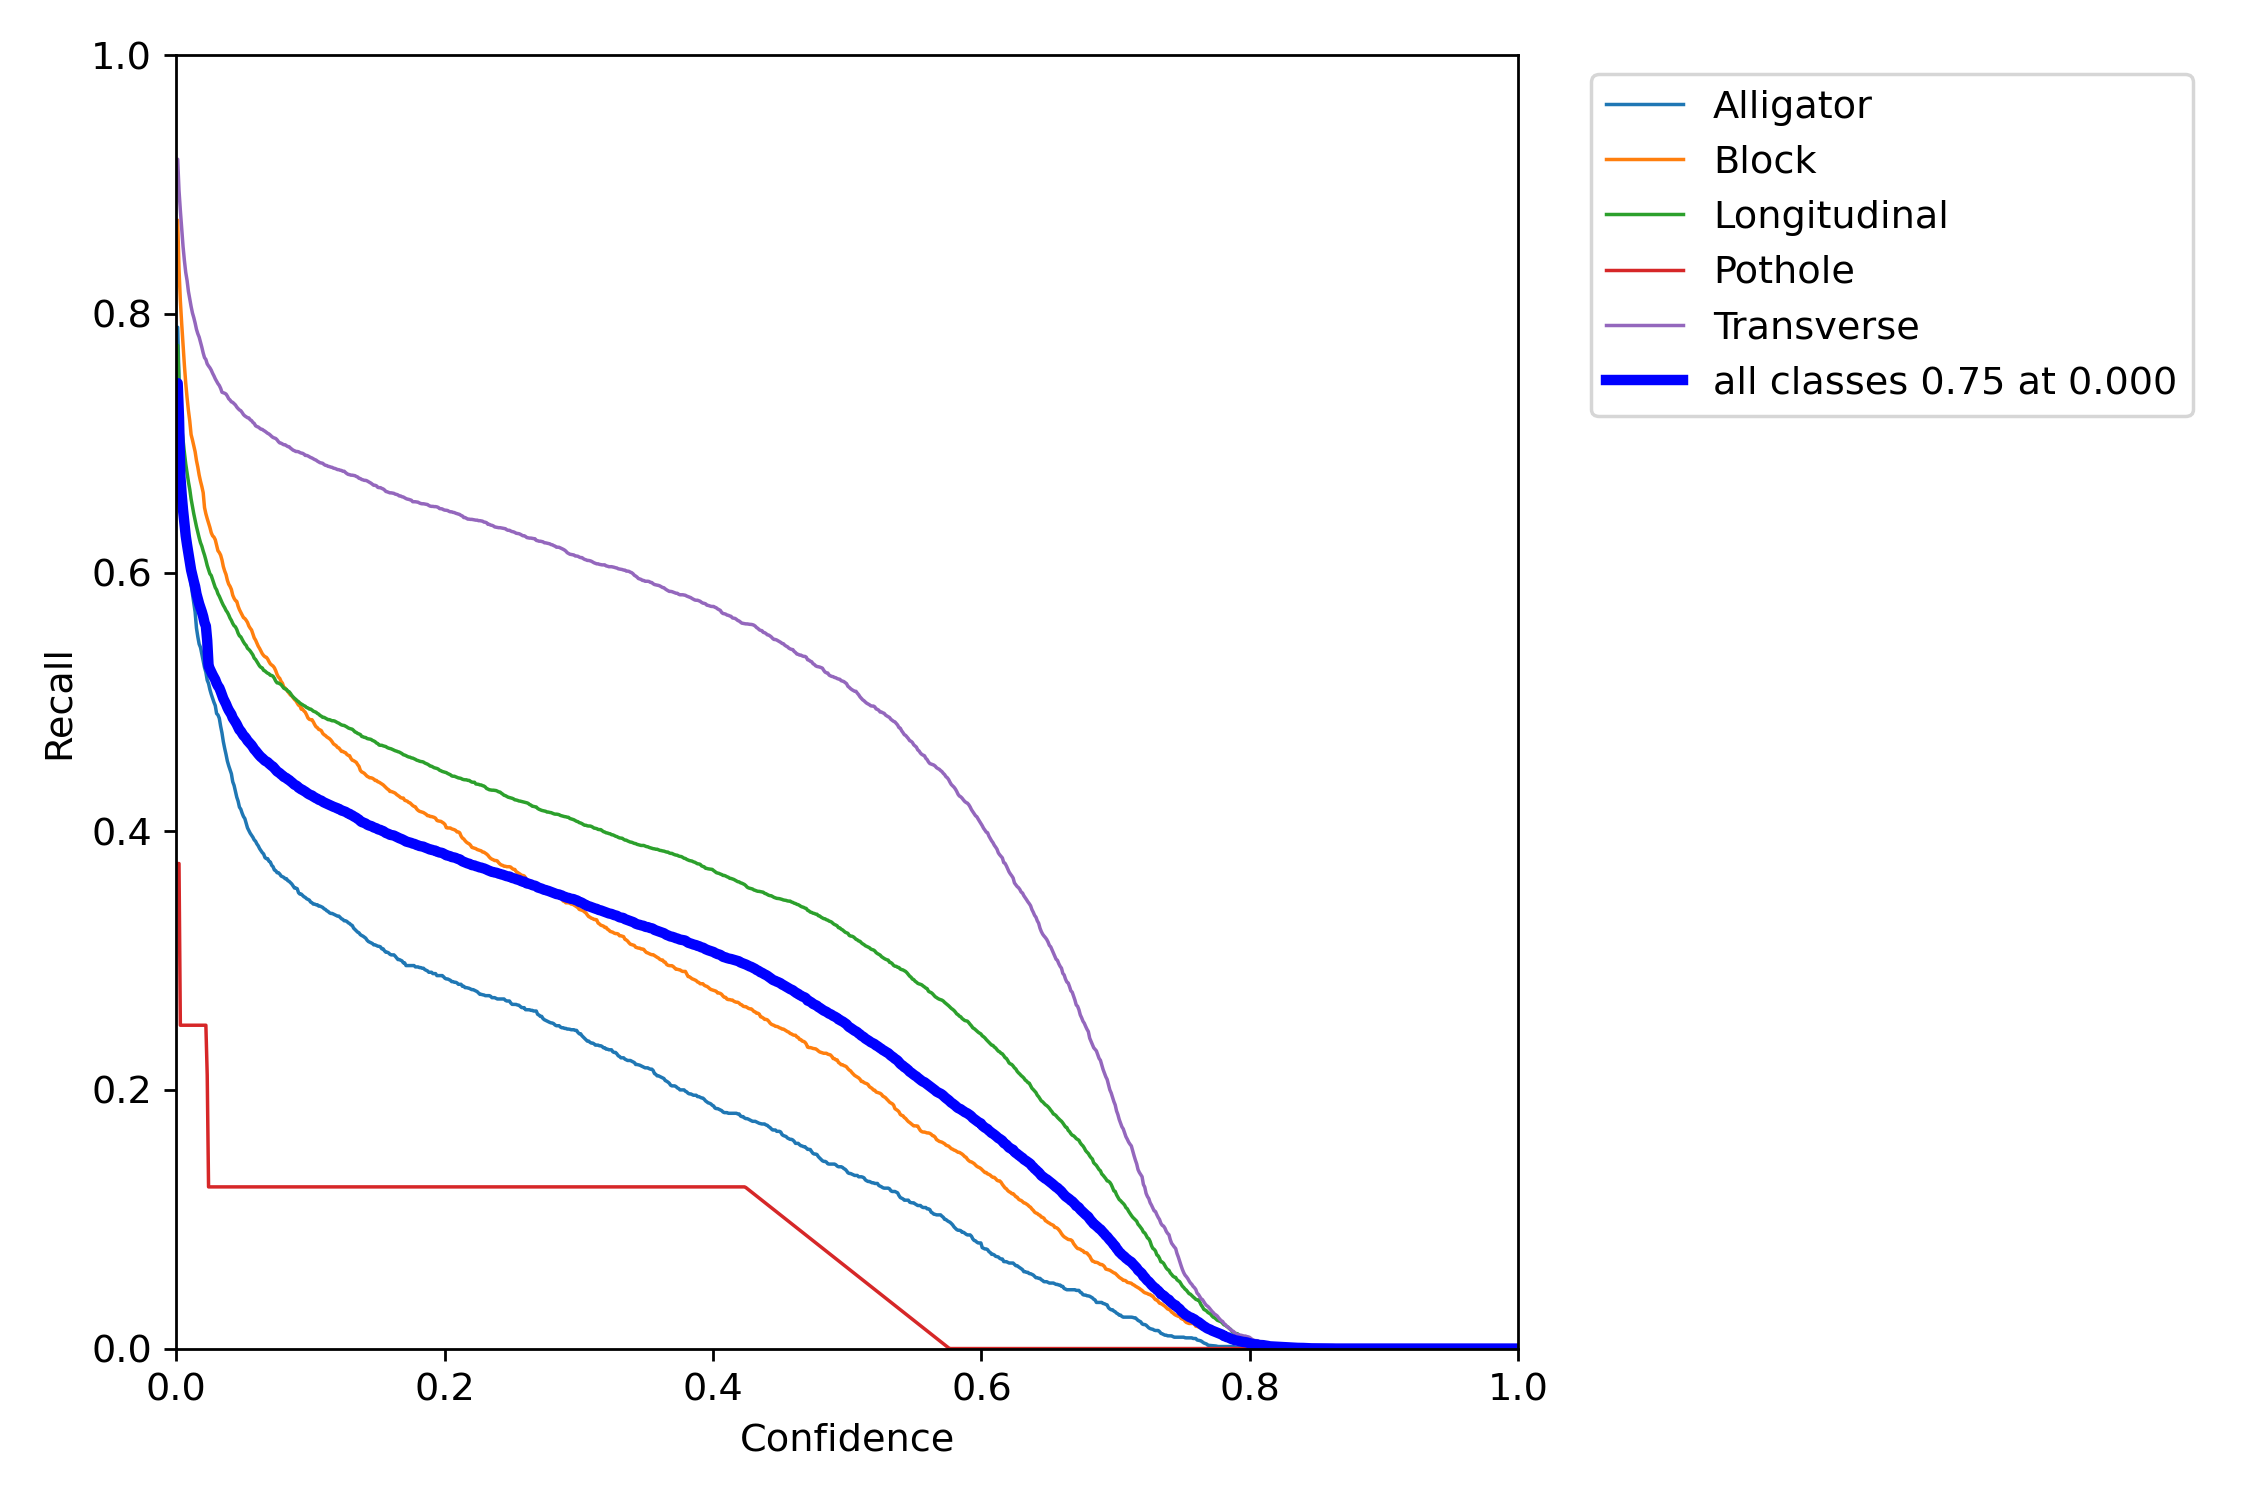 1.0
0.8
0.6
0.4
0.2
0.0
Recall
0.0 0.2 0.4 0.6 0.8 1.0
Confidence
Alligator
Block
Longitudinal
Pothole
Transverse
all classes 0.75 at 0.000